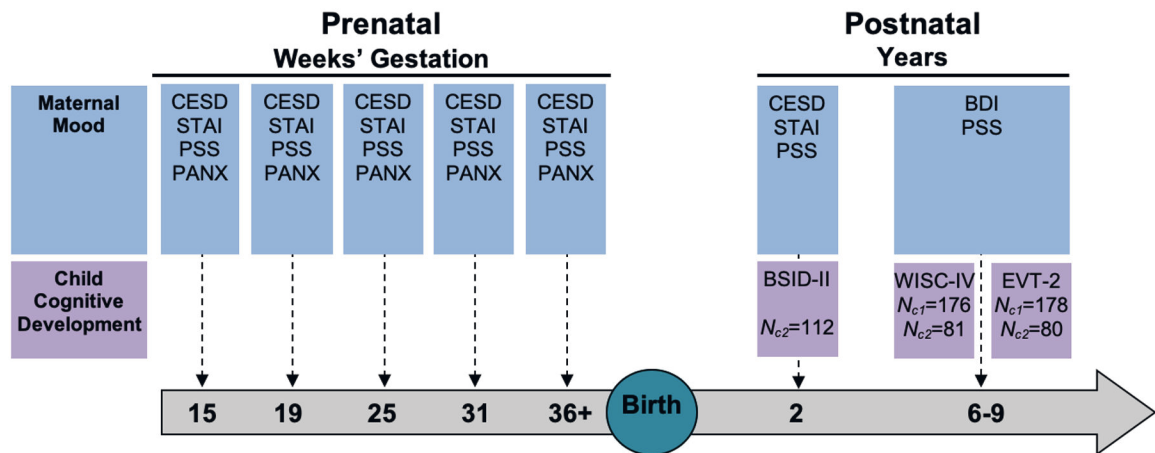 Prenatal
Weeks' Gestation
Postnatal
Years
Maternal
Mood
CESD
STAI
PSS
PANX
CESD
STAI
PSS
PANX
CESD
STAI
PSS
PANX
CESD
STAI
PSS
PANX
CESD
STAI
PSS
PANX
CESD
STAI
PSS
BDI
PSS
Child
Cognitive
Development
BSID-II
Nc2=112
WISC-IV
Nc1=176
Nc2=81
EVT-2
Nc1=178
Nc2=80
15
19
25
31
36+
Birth
2
6-9